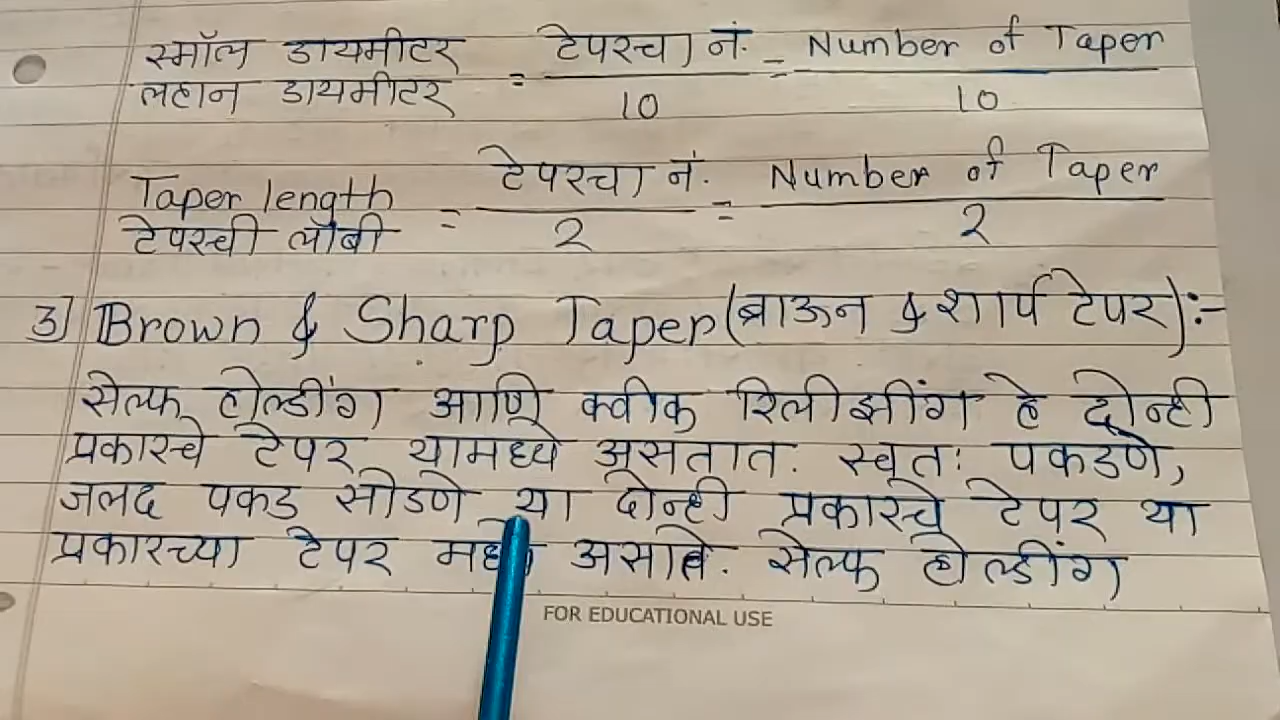 स्मॉल डायमीटर = टेपरचा नं. = Number of Taper
लहान डायमीटर 10 10
Taper length = टेपरचा नं. = Number of Taper
टेपरची लांबी 2 2
3] Brown & Sharp Taper (ब्राऊन & शार्प टेपर) :-
सेल्फ होल्डींग आणि क्वीक रिलीझींग हे दोन्ही
प्रकारचे टेपर यामध्ये असतात. स्वतः पकडणे,
जलद पकड सोडणे या दोन्ही प्रकारचे टेपर या
प्रकारच्या टेपर मध्ये असते. सेल्फ होल्डींग
FOR EDUCATIONAL USE